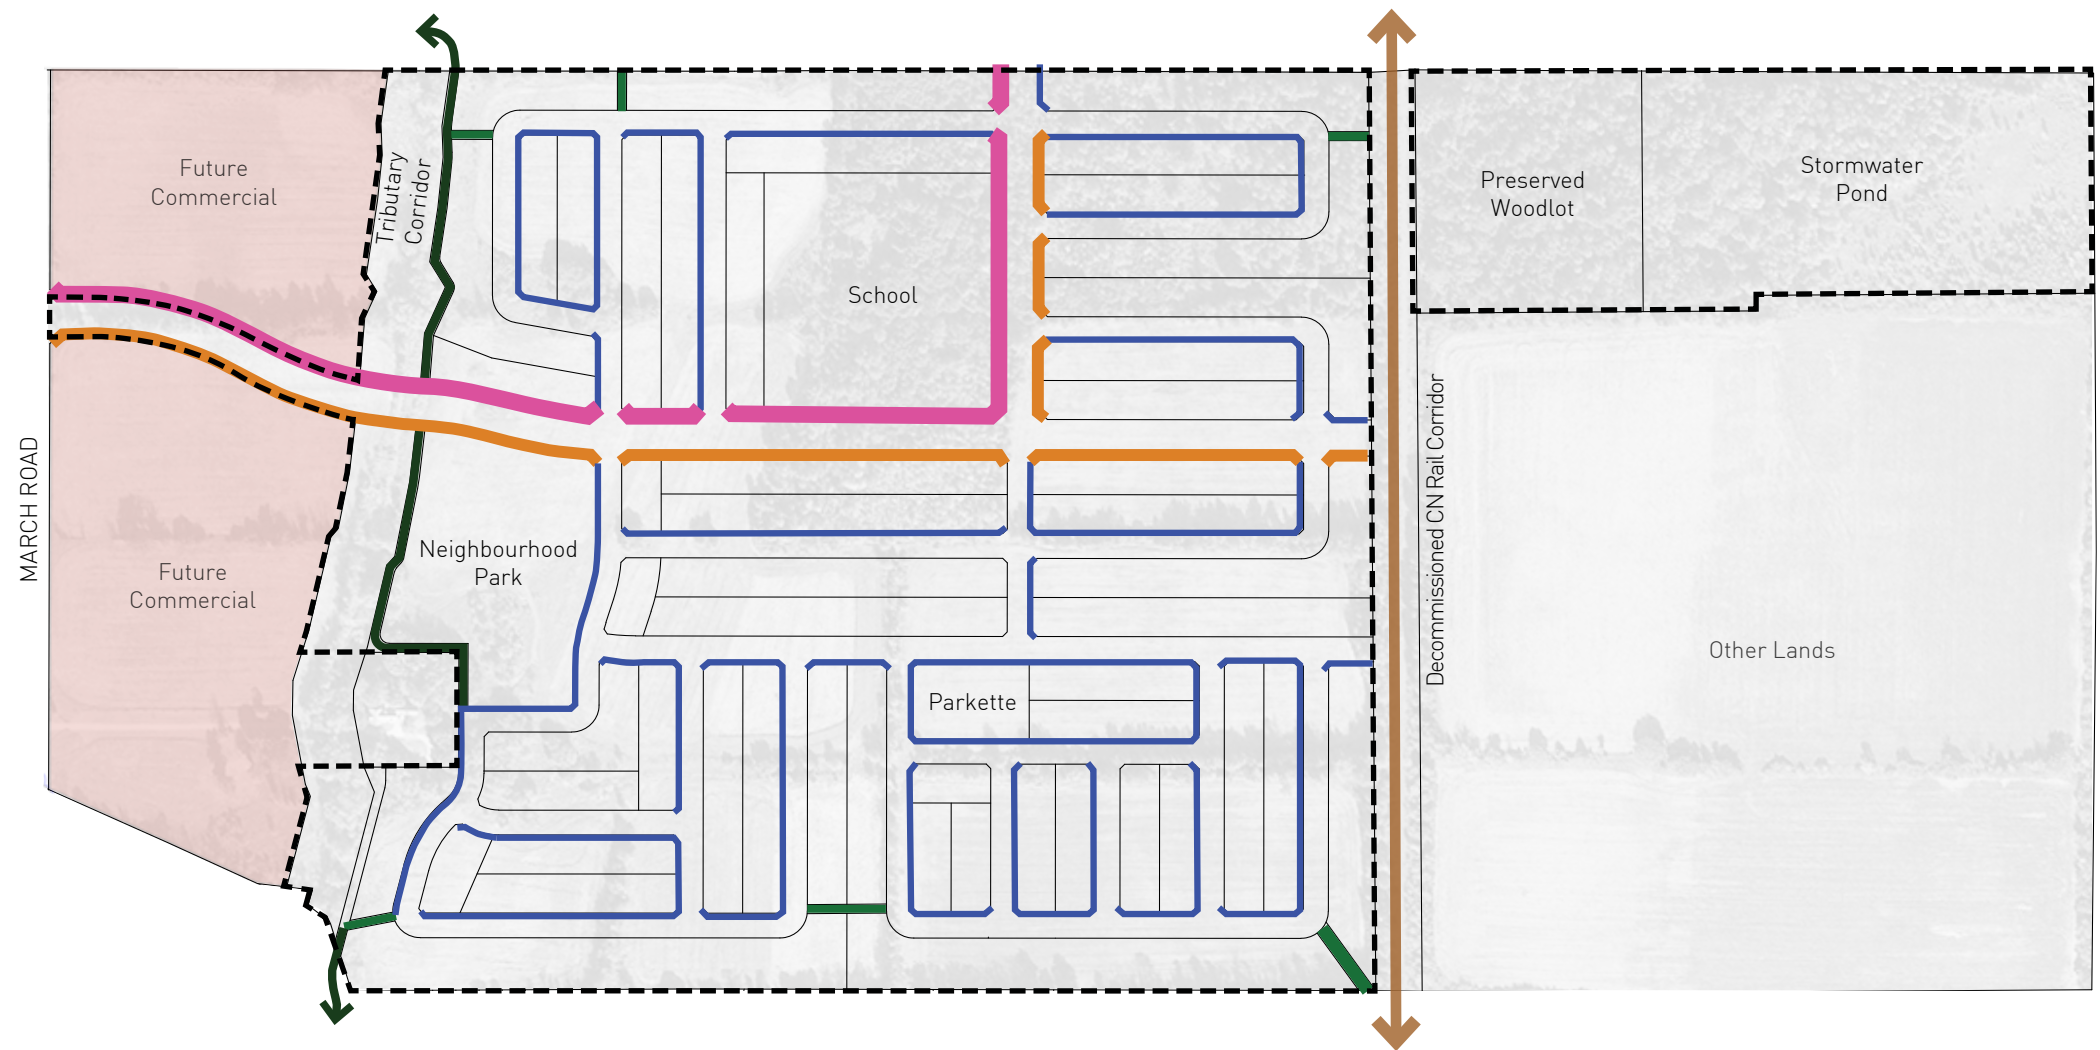 Future
Commercial
Tributary
Corridor
Preserved
Woodlot
Stormwater
Pond
School
MARCH ROAD
Decommissioned CN Rail Corridor
Neighbourhood
Park
Future
Commercial
Other Lands
Parkette